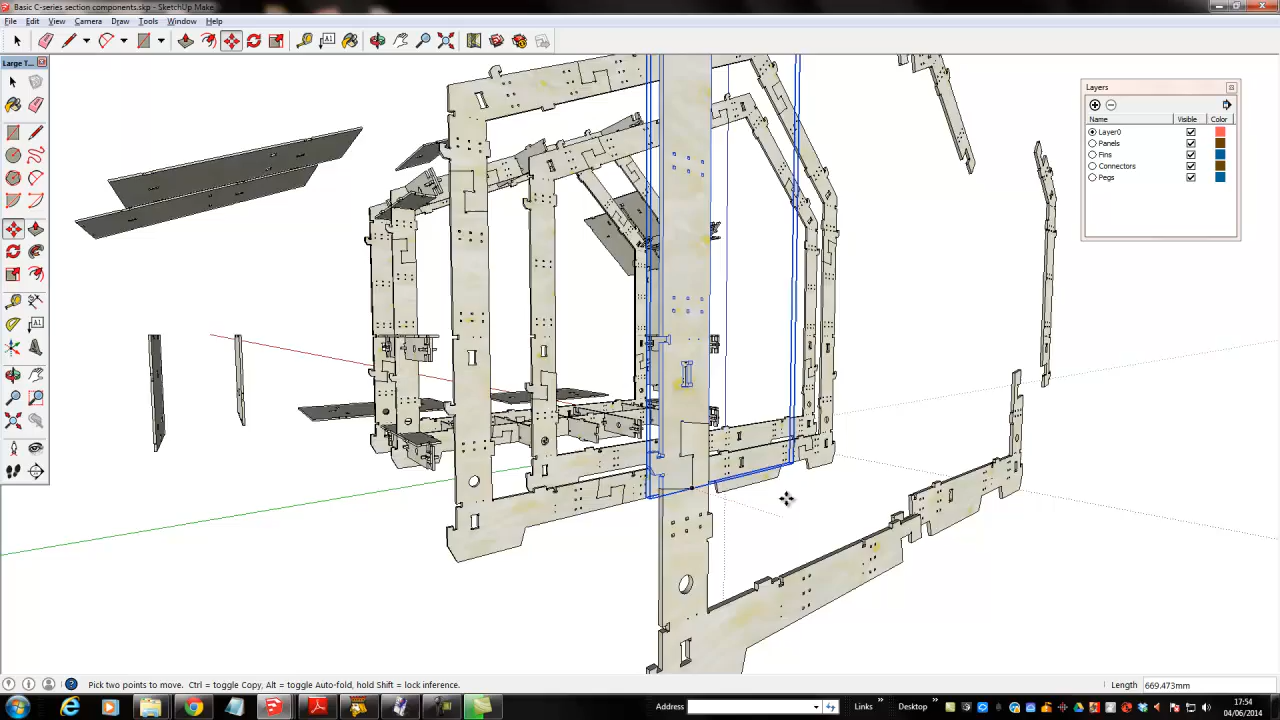 Basic C-series section components.skp - SketchUp Make
File Edit View Camera Draw Tools Window Help
Large T...
Layers
Name Visible Color
Layer0
Panels
Fins
Connectors
Pegs
Pick two points to move. Ctrl = toggle Copy, Alt = toggle Auto-fold, hold Shift = lock inference.
Length 669.473mm
Address
Links
Desktop
17:54
04/06/2014